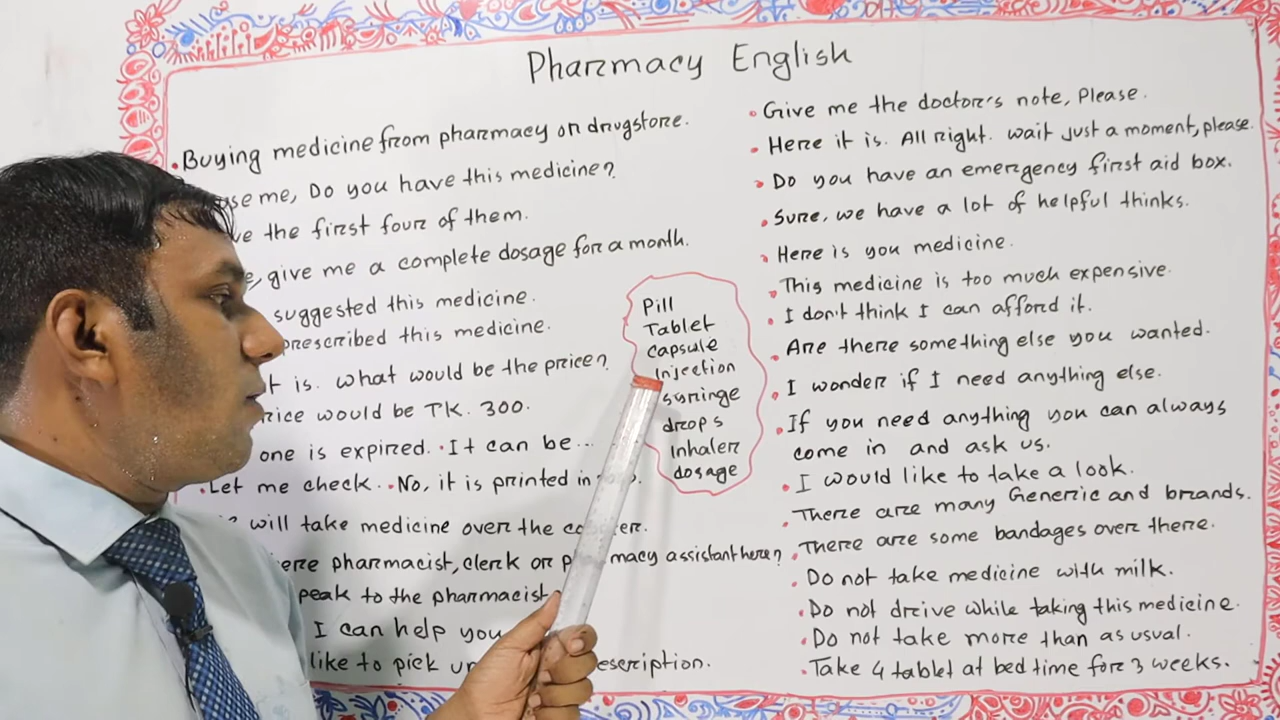 Pharmacy English
• Buying medicine from pharmacy or drugstore.
me, Do you have this medicine?
the first four of them.
give me a complete dosage for a month.
suggested this medicine.
prescribed this medicine.
is. what would be the price?
would be TK. 300.
one is expired. • It can be...
• Let me check.. • No, it is printed in
will take medicine over the
pharmacist, clerk or assistant here?
to the pharmacist
I can help you
like to pick
Pill
Tablet
capsule
Injection
syringe
drops
Inhaler
dosage
• Give me the doctor's note, Please.
• Here it is. All right. wait just a moment, please.
• Do you have an emergency first aid box.
• Sure, we have a lot of helpful thinks.
• Here is you medicine.
• This medicine is too much expensive.
• I don't think I can afford it.
• Are there something else you wanted.
• I wonder if I need anything else.
• If you need anything you can always
come in and ask us.
• I would like to take a look.
• There are many Generic and brands.
• There are some bandages over there.
• Do not take medicine with milk.
• Do not drive while taking this medicine.
• Do not take more than as usual.
• Take 4 tablet at bed time for 3 weeks.